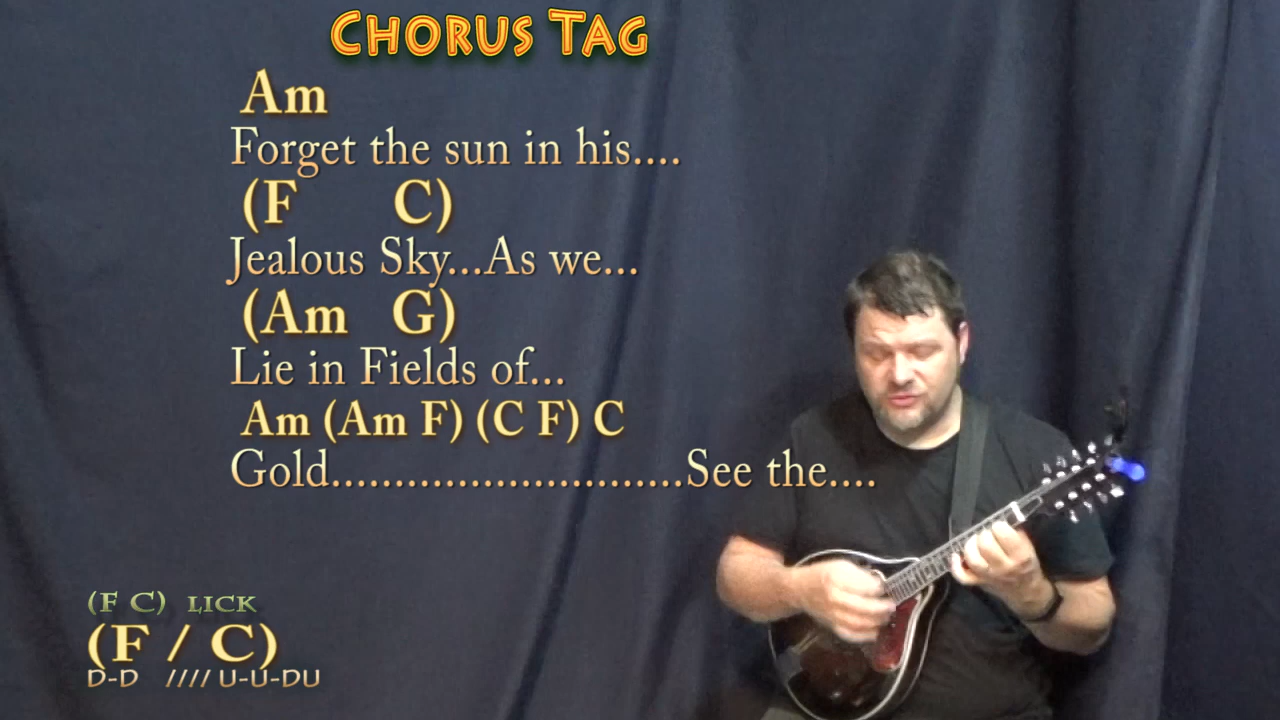 CHORUS TAG
Am
Forget the sun in his....
(F C)
Jealous Sky...As we...
(Am G)
Lie in Fields of...
Am (Am F) (C F) C
Gold............................See the....
(F C) LICK
(F / C)
D-D //// U-U-DU